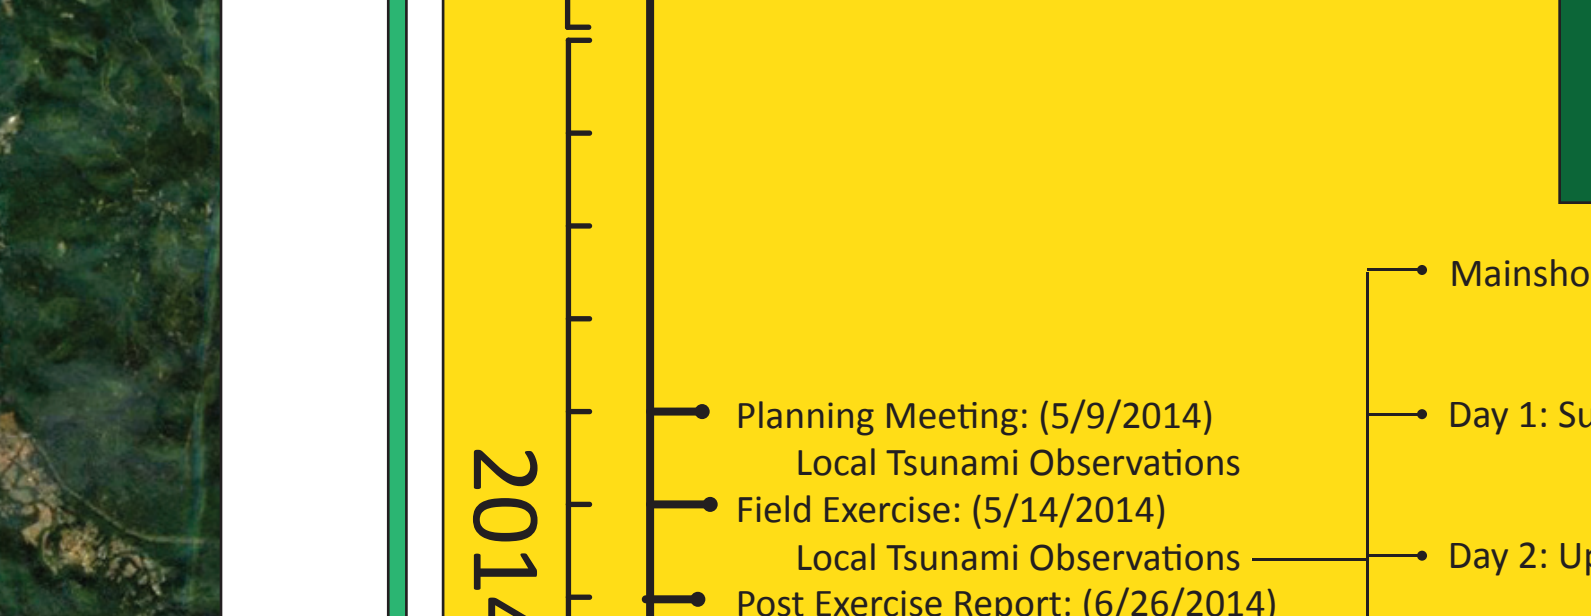 2014
Planning Meeting: (5/9/2014)
Local Tsunami Observations
Field Exercise: (5/14/2014)
Local Tsunami Observations
Post Exercise Report: (6/26/2014)
Day 1:
Day 2: